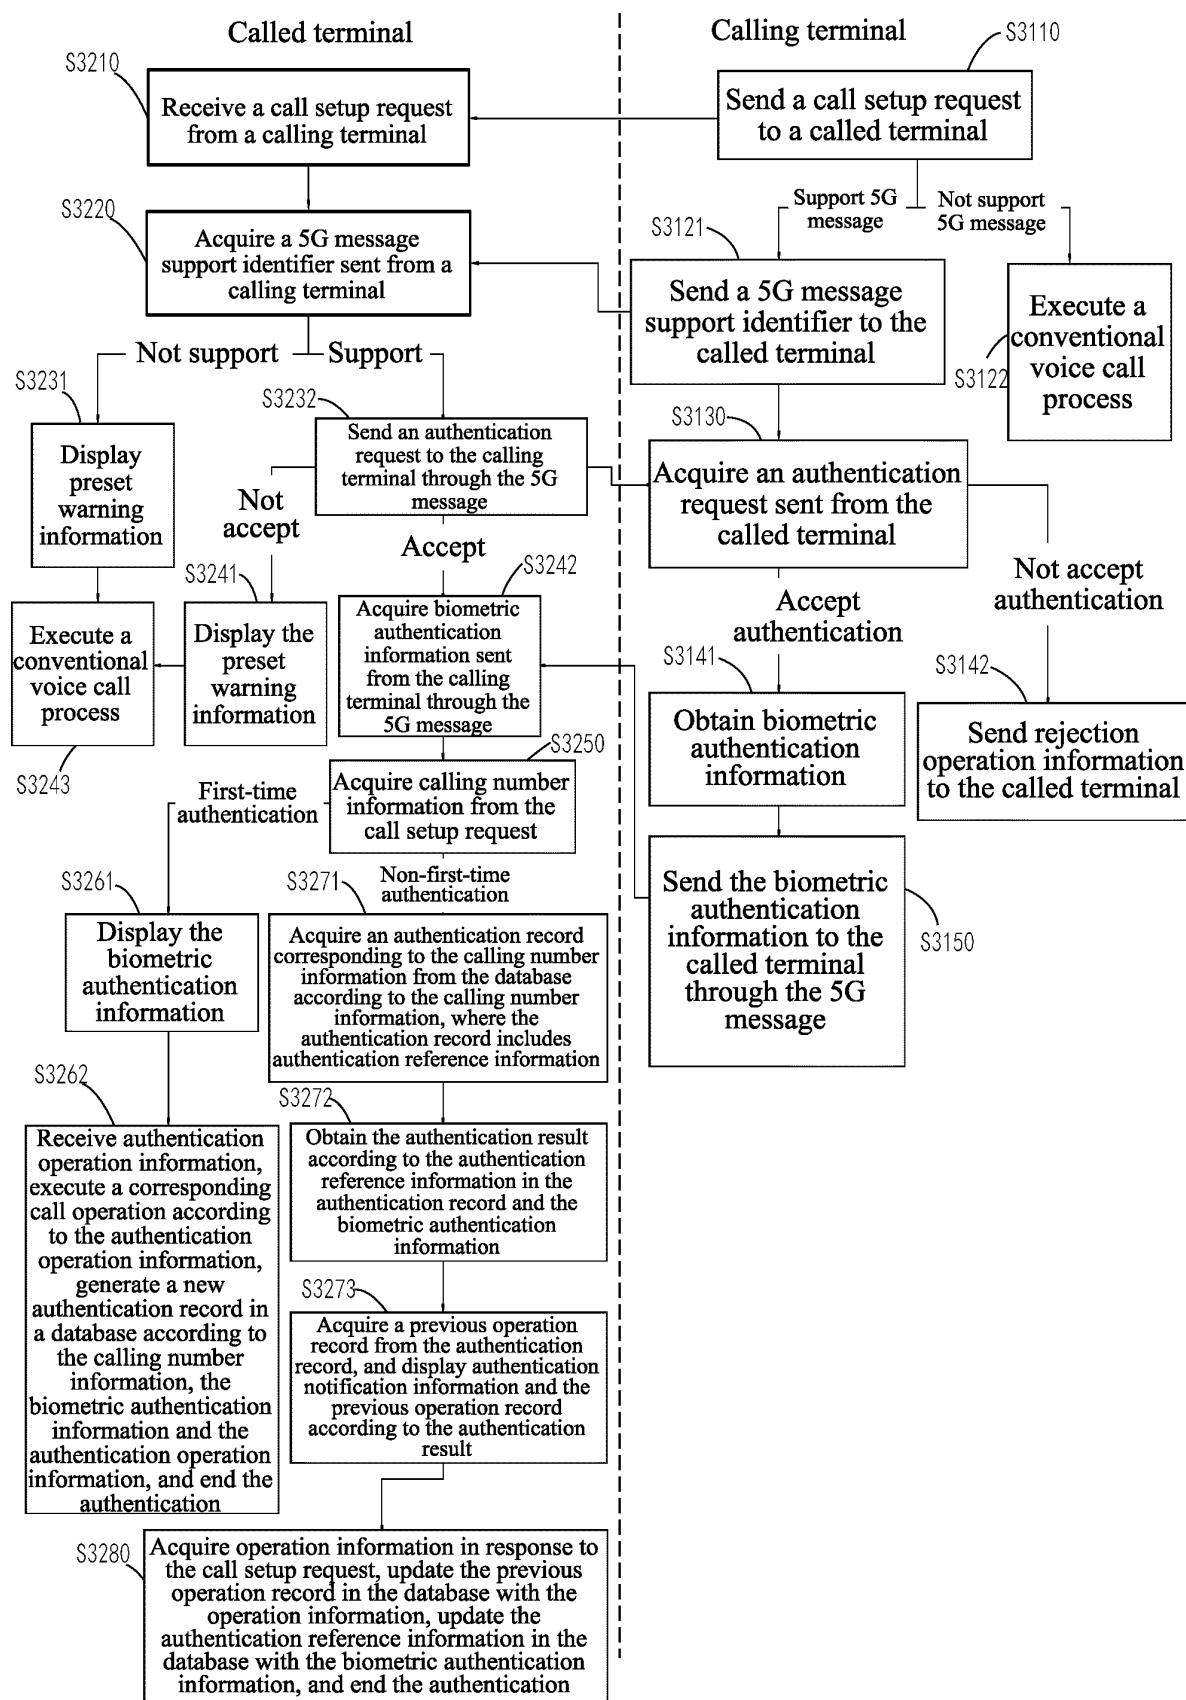 Called terminal
Calling terminal
S3110
S3210
Receive a call setup request
from a calling terminal
Send a call setup request
to a called terminal
Support 5G
message
Not support
5G message
S3220
Acquire a 5G message
support identifier sent from a
calling terminal
S3121
Send a 5G message
support identifier to the
called terminal
Execute a
conventional
voice call
process
S3122
Not support
Support
S3231
Display
preset
warning
information
S3232
Send an authentication
request to the calling
terminal through the 5G
message
S3130
Acquire an authentication
request sent from the
called terminal
Not
accept
Accept
Accept
authentication
Not accept
authentication
S3241
Display the
preset
warning
information
Execute a
conventional
voice call
process
S3243
S3242
Acquire biometric
authentication
information sent
from the calling
terminal through the
5G message
S3141
Obtain biometric
authentication
information
S3142
Send rejection
operation information
to the called terminal
S3250
Acquire calling number
information from the
call setup request
First-time
authentication
Non-first-time
authentication
Send the biometric
authentication
information to the
called terminal
through the 5G
message
S3150
S3261
Display the
biometric
authentication
information
S3271
Acquire an authentication record
corresponding to the calling number
information from the database
according to the calling number
information, where the
authentication record includes
authentication reference information
S3262
Receive authentication
operation information,
execute a corresponding
call operation according
to the authentication
operation information,
generate a new
authentication record in
a database according to
the calling number
information, the
biometric authentication
information and the
authentication operation
information, and end the
authentication
S3272
Obtain the authentication result
according to the authentication
reference information in the
authentication record and the
biometric authentication
information
S3273
Acquire a previous operation
record from the authentication
record, and display authentication
notification information and the
previous operation record
according to the authentication
result
S3280
Acquire operation information in response to
the call setup request, update the previous
operation record in the database with the
operation information, update the
authentication reference information in the
database with the biometric authentication
information, and end the authentication